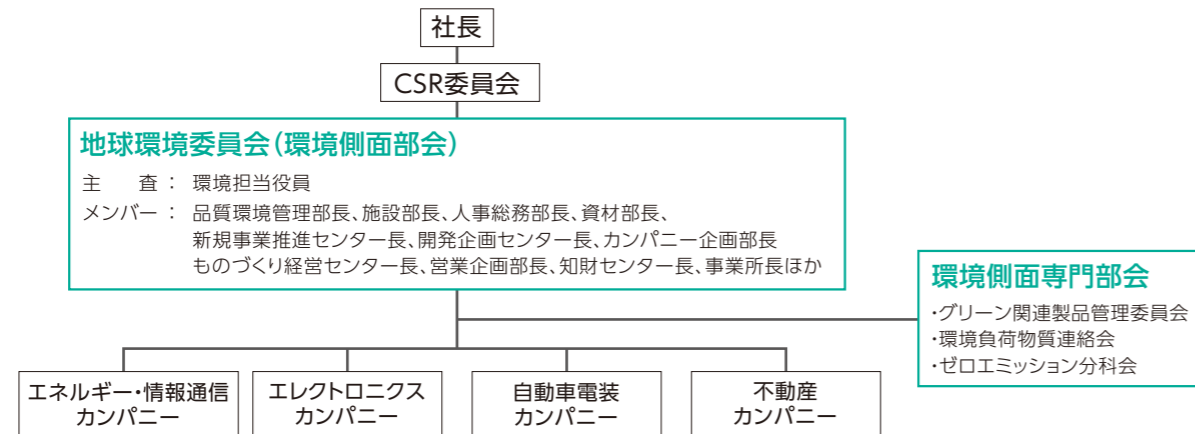 社長
CSR委員会
地球環境委員会(環境側面部会)
主　査： 環境担当役員
メンバー： 品質環境管理部長、施設部長、人事総務部長、資材部長、
新規事業推進センター長、開発企画センター長、カンパニー企画部長
ものづくり経営センター長、営業企画部長、知財センター長、事業所長ほか
環境側面専門部会
・グリーン関連製品管理委員会
・環境負荷物質連絡会
・ゼロエミッション分科会
エネルギー・情報通信
カンパニー
エレクトロニクス
カンパニー
自動車電装
カンパニー
不動産
カンパニー